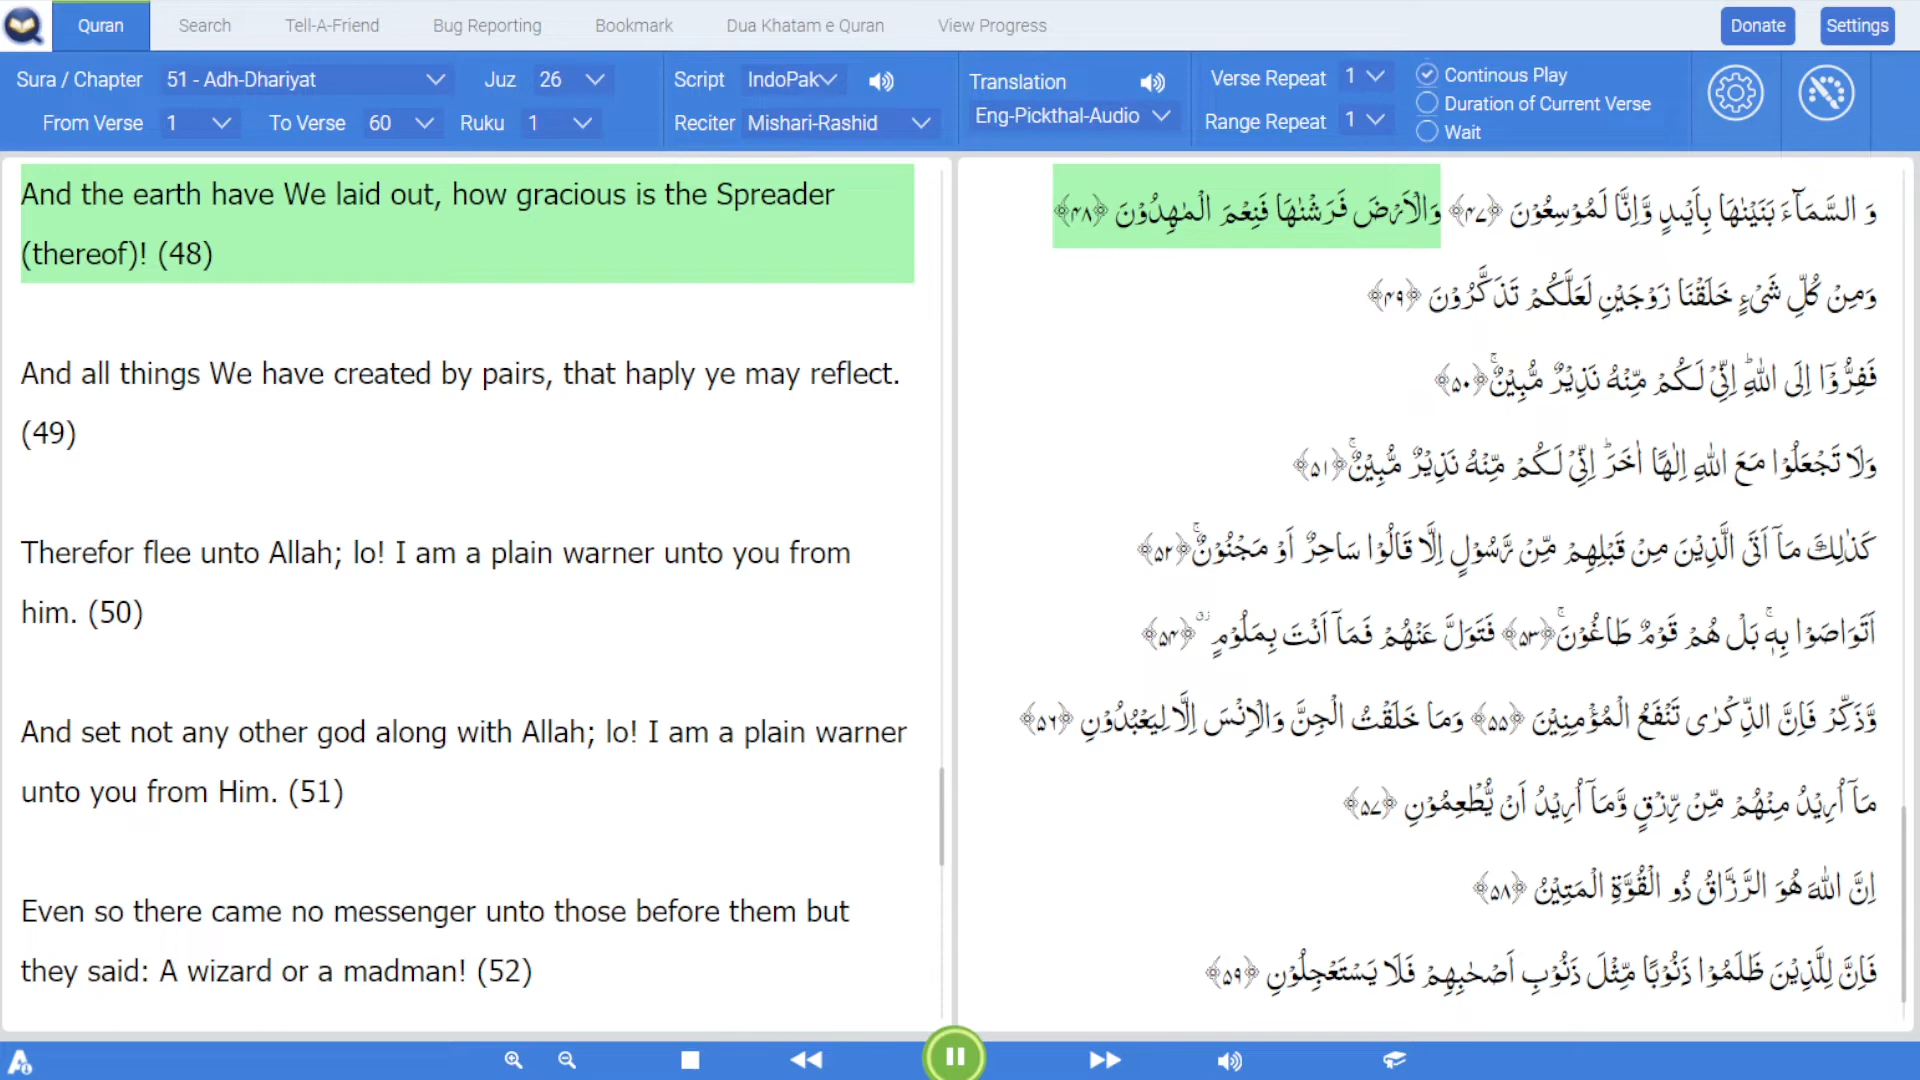 Quran Search Tell-A-Friend Bug Reporting Bookmark Dua Khatam e Quran View Progress Donate Settings
Sura / Chapter 51 - Adh-Dhariyat Juz 26 Script IndoPak Translation Verse Repeat 1 Continous Play
From Verse 1 To Verse 60 Ruku 1 Reciter Mishari-Rashid Eng-Pickthal-Audio Range Repeat 1 Duration of Current Verse
Wait
And the earth have We laid out, how gracious is the Spreader
(thereof)! (48)
And all things We have created by pairs, that haply ye may reflect.
(49)
Therefor flee unto Allah; lo! I am a plain warner unto you from
him. (50)
And set not any other god along with Allah; lo! I am a plain warner
unto you from Him. (51)
Even so there came no messenger unto those before them but
they said: A wizard or a madman! (52)
وَ السَّمَآءَ بَنَيْنٰهَا بِاَيْىدٍ وَّاِنَّا لَمُوْسِعُوْنَ ﴿۴۷﴾ وَالْاَرْضَ فَرَشْنٰهَا فَنِعْمَ الْمٰهِدُوْنَ ﴿۴۸﴾
وَمِنْ كُلِّ شَىْءٍ خَلَقْنَا زَوْجَيْنِ لَعَلَّكُمْ تَذَكَّرُوْنَ ﴿۴۹﴾
فَفِرُّوْۤا اِلَى اللّٰهِؕ اِنِّىْ لَـكُمْ مِّنْهُ نَذِيْرٌ مُّبِيْنٌۚ﴿۵۰﴾
وَلَا تَجْعَلُوْا مَعَ اللّٰهِ اِلٰهًا اٰخَرَؕ اِنِّىْ لَـكُمْ مِّنْهُ نَذِيْرٌ مُّبِيْنٌۚ﴿۵۱﴾
كَذٰلِكَ مَاۤ اَتَى الَّذِيْنَ مِنْ قَبْلِهِمْ مِّنْ رَّسُوْلٍ اِلَّا قَالُوْا سَاحِرٌ اَوْ مَجْنُوْنٌۚ﴿۵۲﴾
اَتَوَاصَوْا بِهٖۚ بَلْ هُمْ قَوْمٌ طَاغُوْنَۚ﴿۵۳﴾ فَتَوَلَّ عَنْهُمْ فَمَاۤ اَنْتَ بِمَلُوْمٍ ﴿۵۴﴾
وَّذَكِّرْ فَاِنَّ الذِّكْرٰى تَنْفَعُ الْمُؤْمِنِيْنَ ﴿۵۵﴾ وَمَا خَلَقْتُ الْجِنَّ وَالْاِنْسَ اِلَّا لِيَعْبُدُوْنِ ﴿۵۶﴾
مَاۤ اُرِيْدُ مِنْهُمْ مِّنْ رِّزْقٍ وَّمَاۤ اُرِيْدُ اَنْ يُّطْعِمُوْنِ ﴿۵۷﴾
اِنَّ اللّٰهَ هُوَ الرَّزَّاقُ ذُو الْقُوَّةِ الْمَتِيْنُ ﴿۵۸﴾
فَاِنَّ لِلَّذِيْنَ ظَلَمُوْا ذَنُوْبًا مِّثْلَ ذَنُوْبِ اَصْحٰبِهِمْ فَلَا يَسْتَعْجِلُوْنِ ﴿۵۹﴾